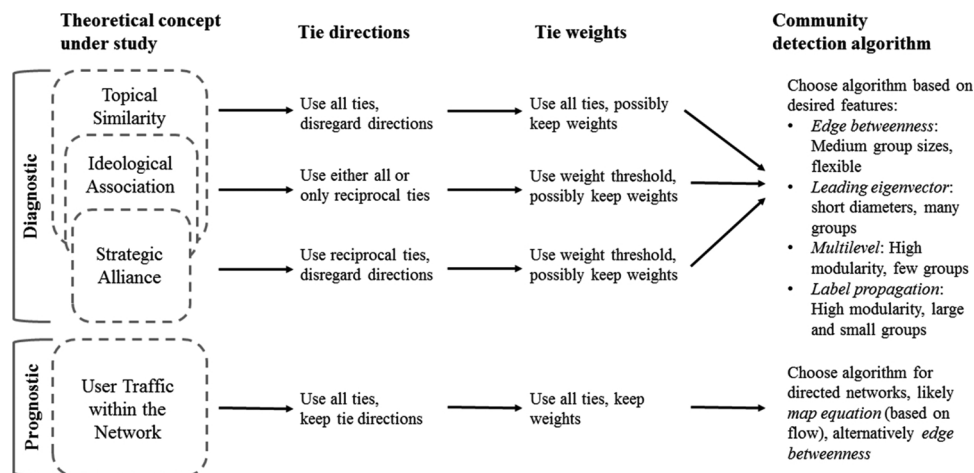 Theoretical concept
under study
Tie directions
Tie weights
Community
detection algorithm
Diagnostic
Topical
Similarity
Use all ties,
disregard directions
Use all ties, possibly
keep weights
Ideological
Association
Use either all or
only reciprocal ties
Use weight threshold,
possibly keep weights
Strategic
Alliance
Use reciprocal ties,
disregard directions
Use weight threshold,
possibly keep weights
Choose algorithm based on
desired features:
• Edge betweenness:
Medium group sizes,
flexible
• Leading eigenvector:
short diameters, many
groups
• Multilevel: High
modularity, few groups
• Label propagation:
High modularity, large
and small groups
Prognostic
User Traffic
within the
Network
Use all ties,
keep tie directions
Use all ties, keep
weights
Choose algorithm for
directed networks, likely
map equation (based on
flow), alternatively edge
betweenness